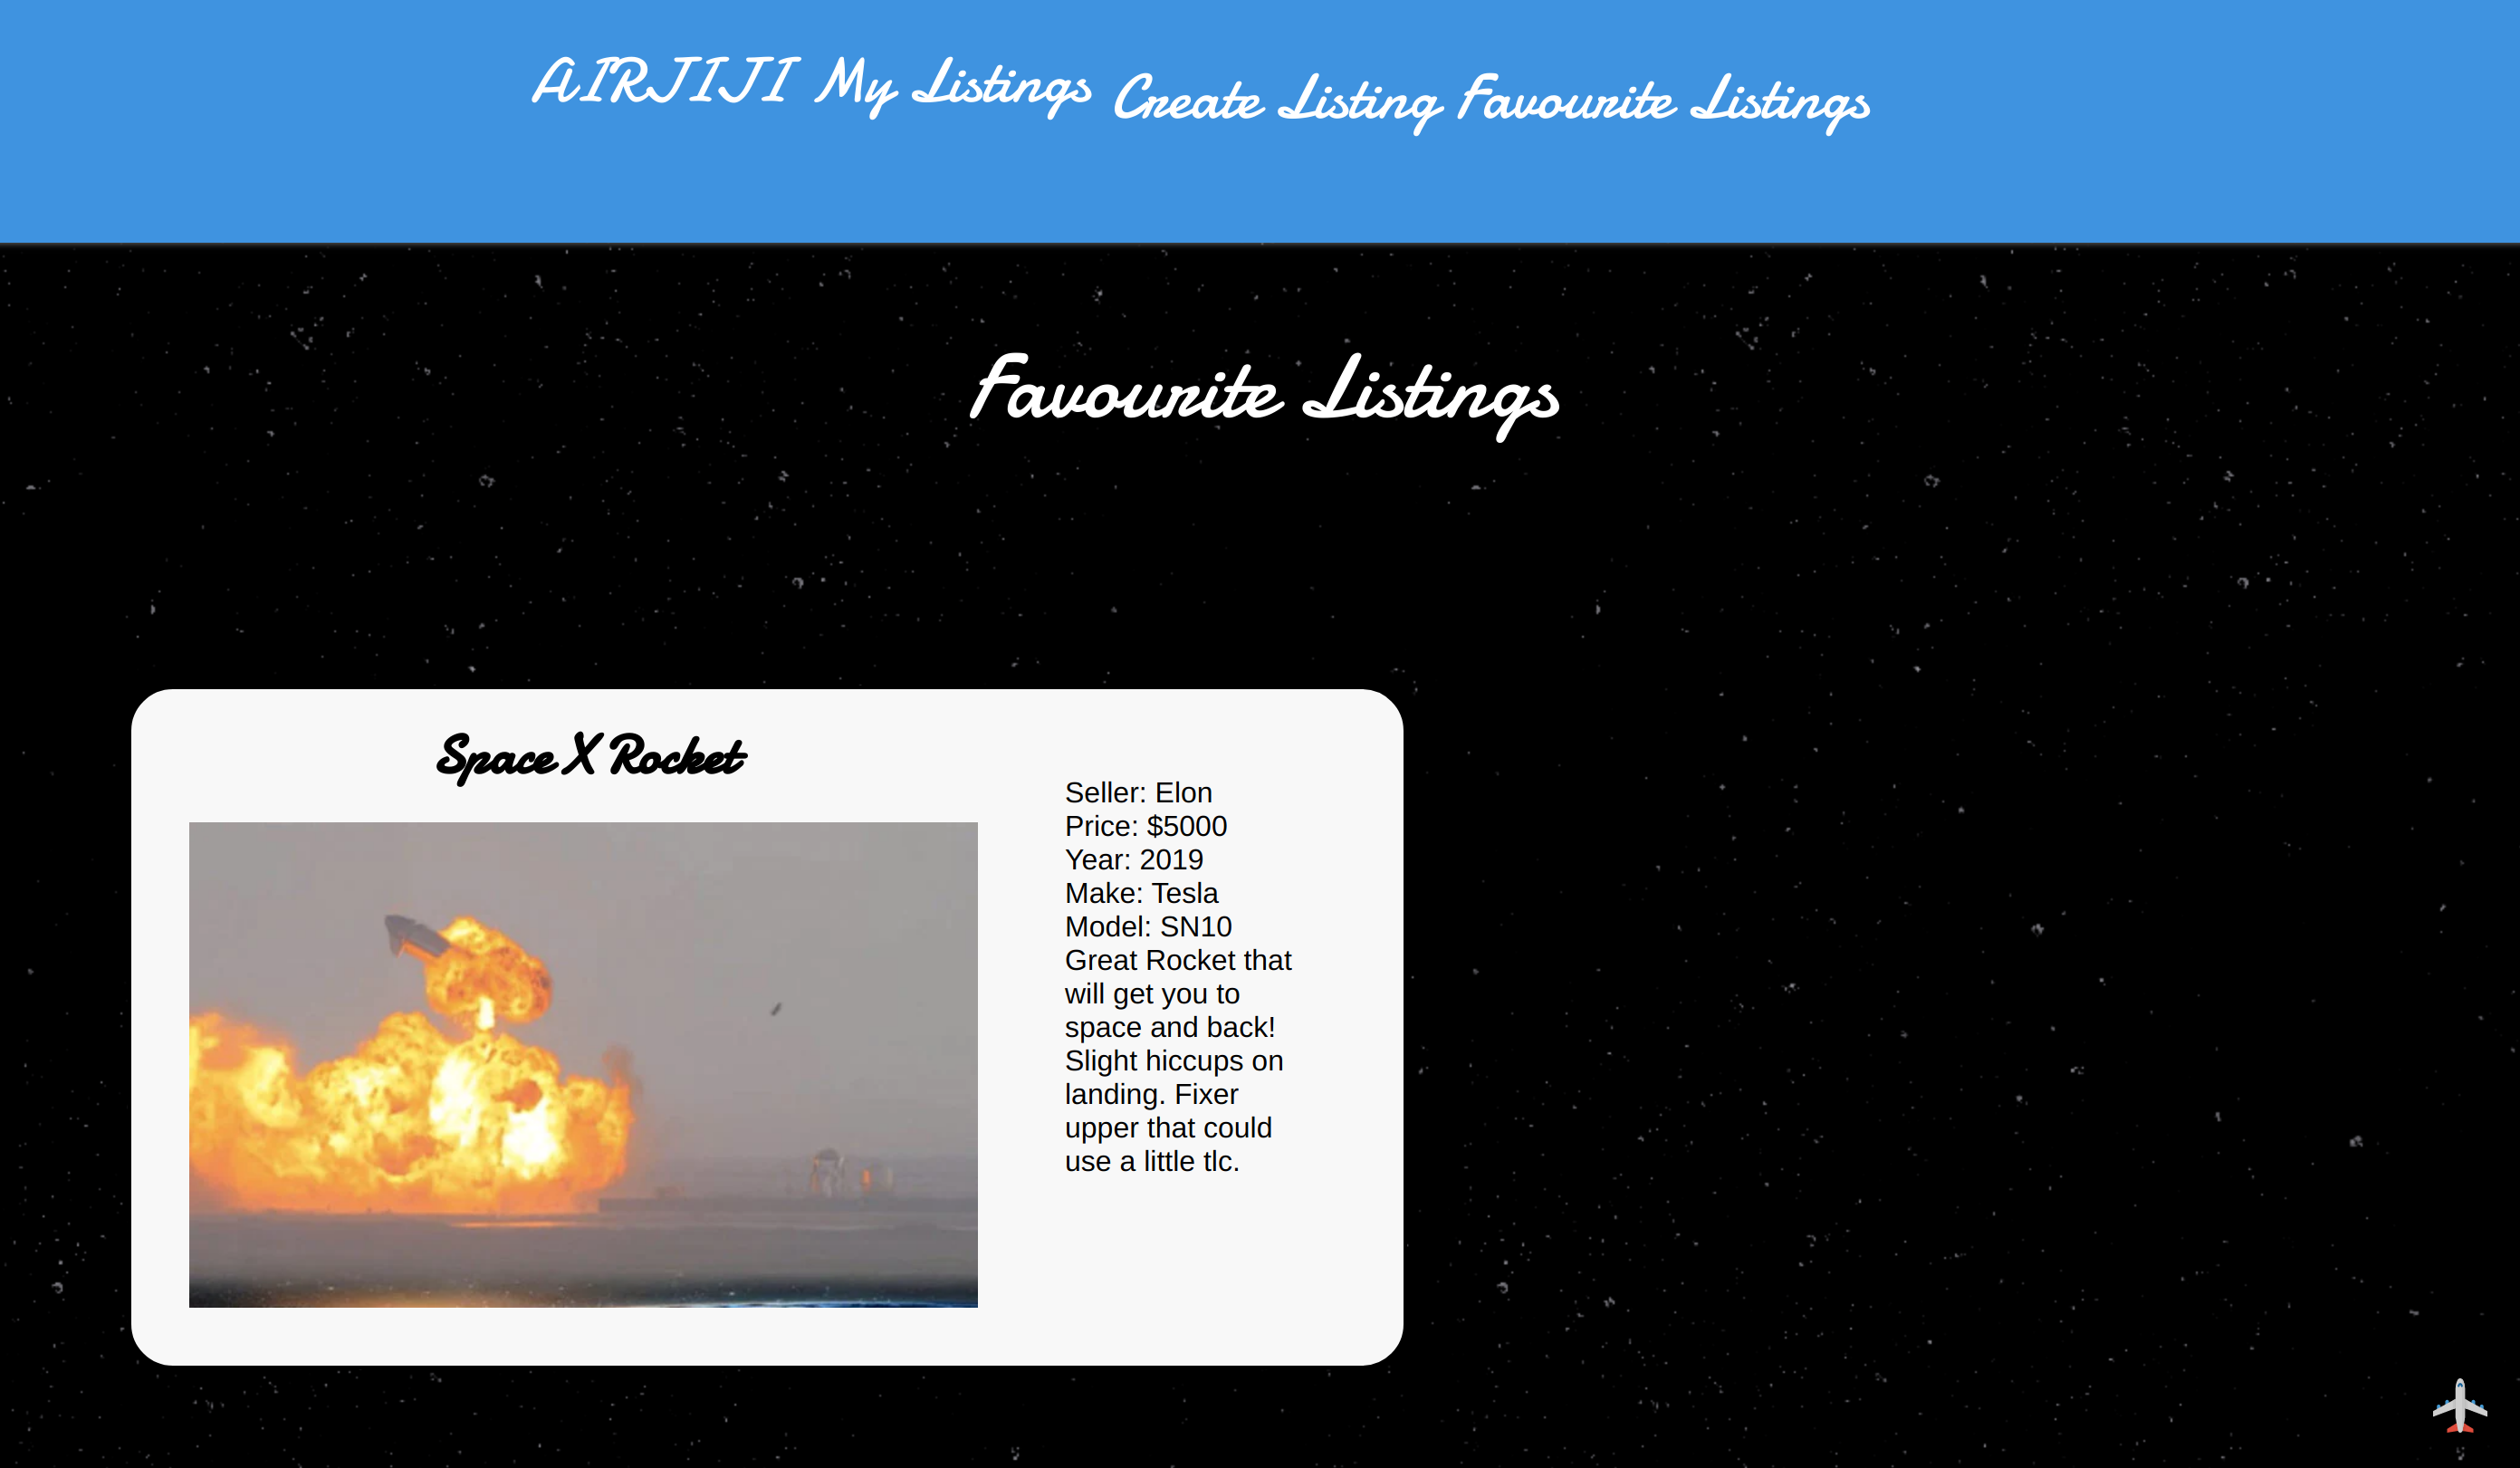 AIRJIJI My Listings Create Listing Favourite Listings
Favourite Listings
Space X Rocket
Seller: Elon
Price: $5000
Year: 2019
Make: Tesla
Model: SN10
Great Rocket that
will get you to
space and back!
Slight hiccups on
landing. Fixer
upper that could
use a little tlc.